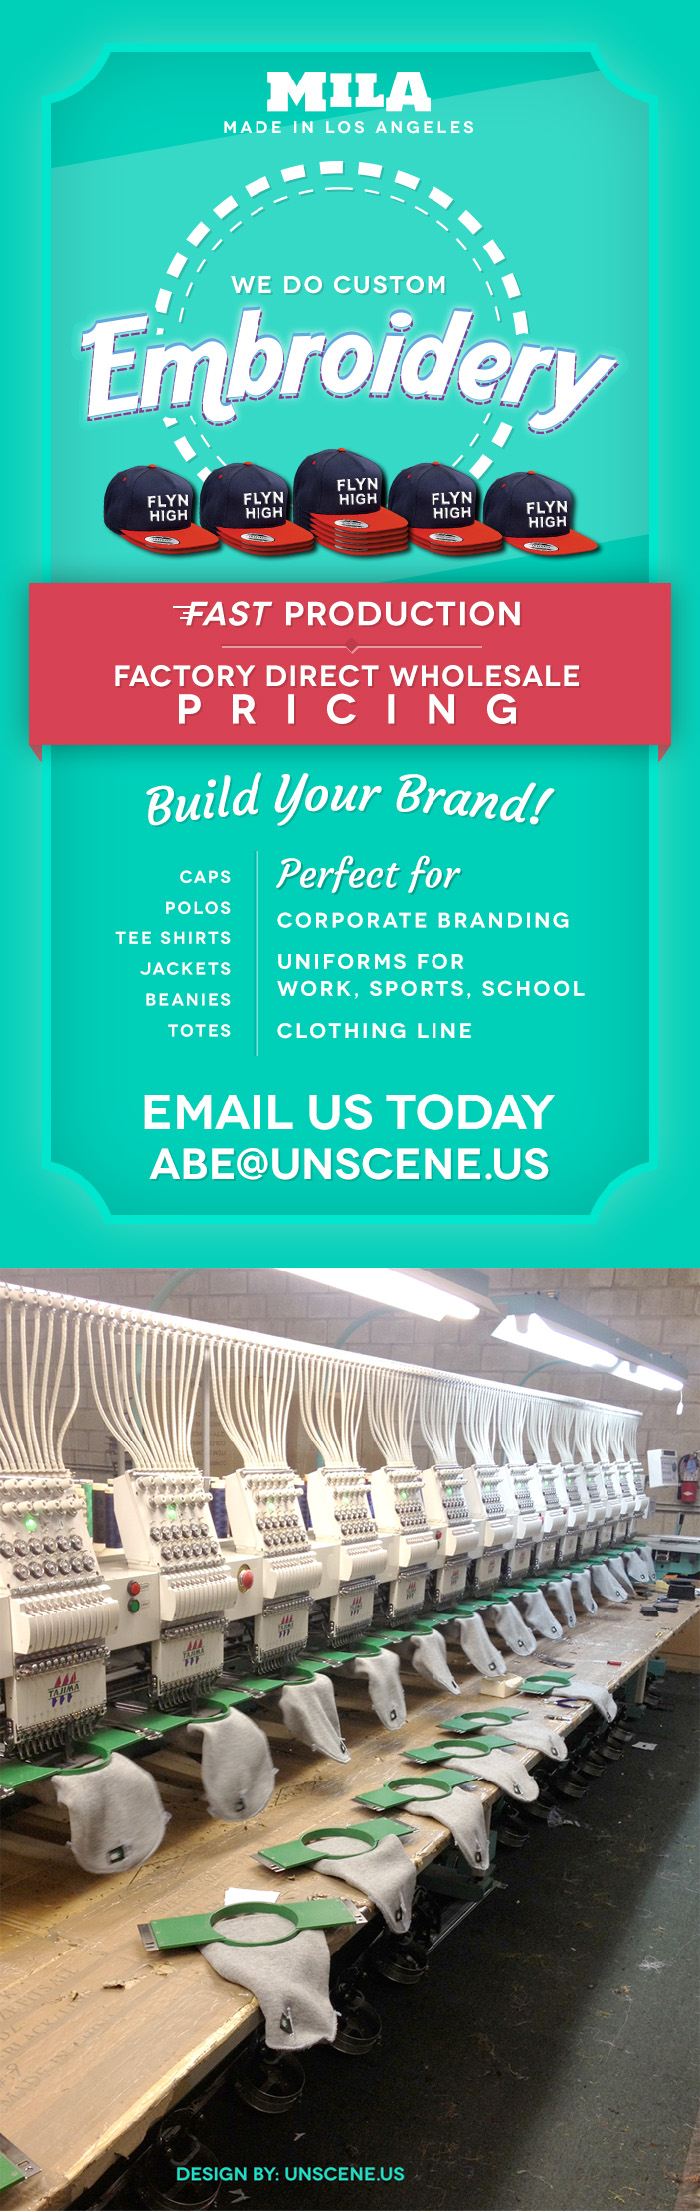 MILA
MADE IN LOS ANGELES
WE DO CUSTOM
Embroidery
FLYN HIGH
FLYN HIGH
FLYN HIGH
FLYN HIGH
FLYN HIGH
FAST PRODUCTION
FACTORY DIRECT WHOLESALE
PRICING
Build Your Brand!
CAPS
POLOS
TEE SHIRTS
JACKETS
BEANIES
TOTES
Perfect for
CORPORATE BRANDING
UNIFORMS FOR
WORK, SPORTS, SCHOOL
CLOTHING LINE
EMAIL US TODAY
ABE@UNSCENE.US
TAJIMA
TAJIMA
TAJIMA
DESIGN BY: UNSCENE.US